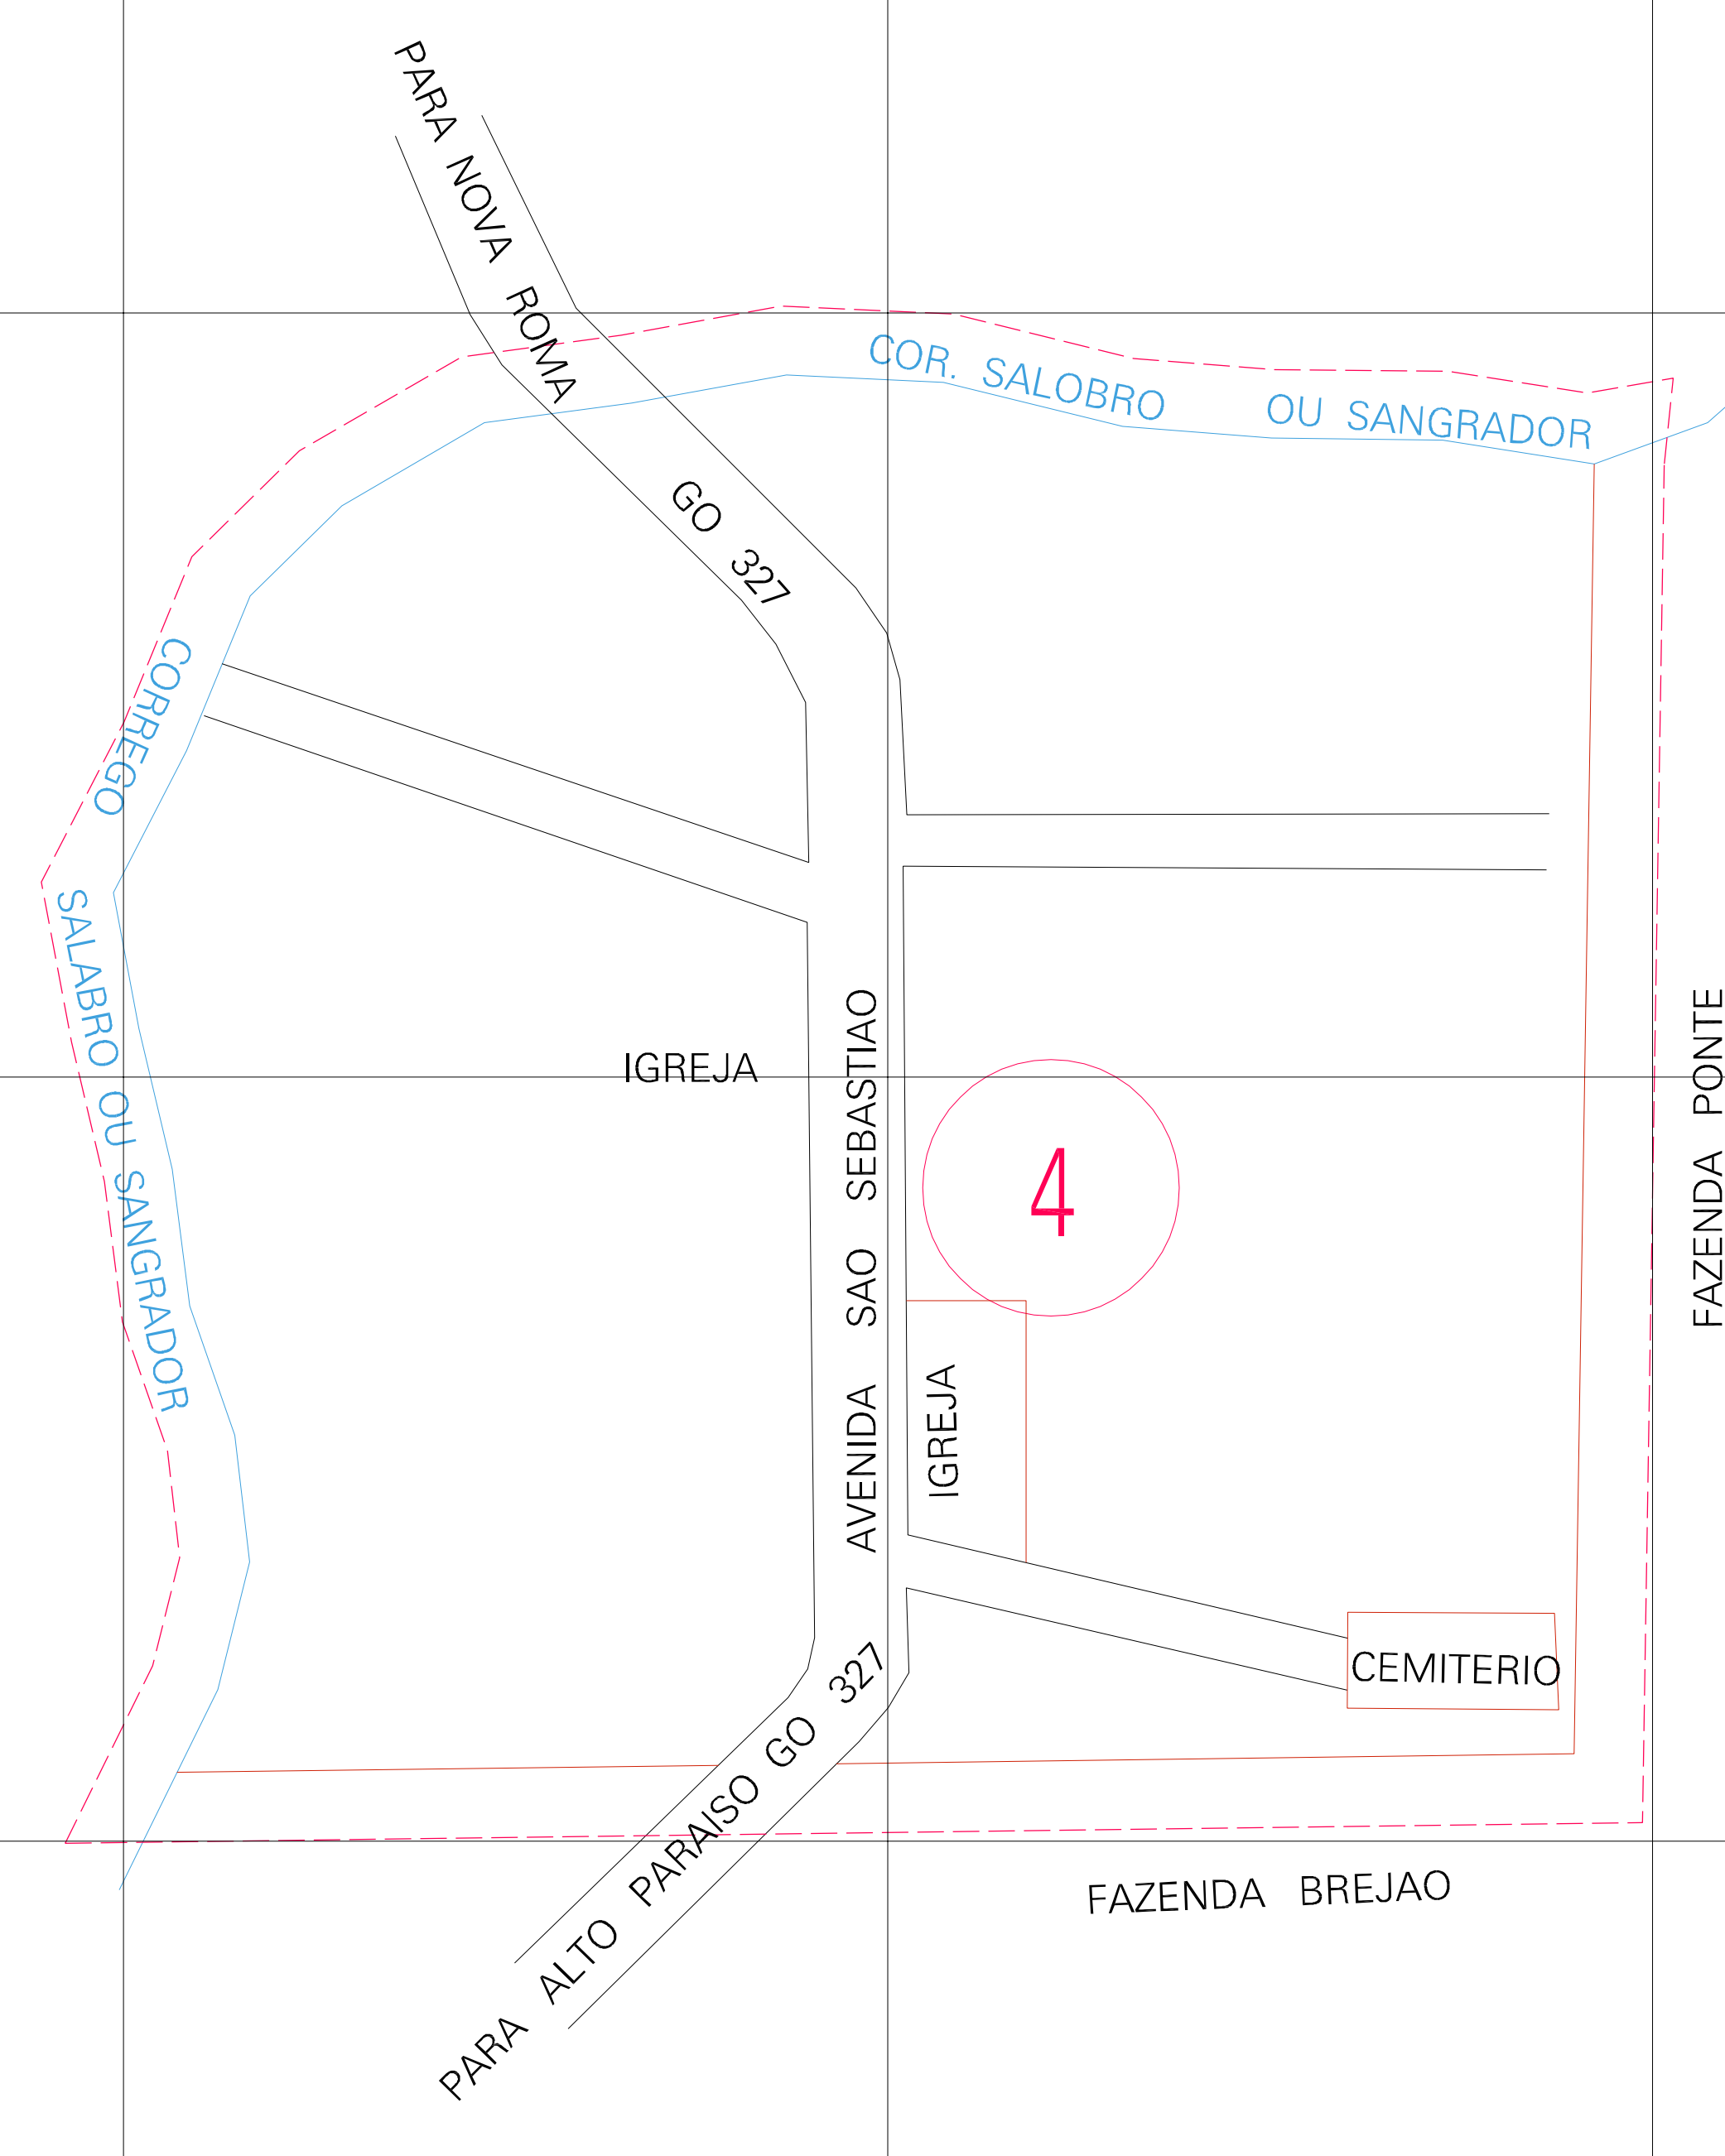 PARA NOVA ROMA
GO 327
COR. SALOBRO OU SANGRADOR
CORREGO
SALABRO OU SANGRADOR
IGREJA
AVENIDA SAO SEBASTIAO
4
IGREJA
FAZENDA PONTE
CEMITERIO
PARA ALTO PARAISO GO 327
FAZENDA BREJAO